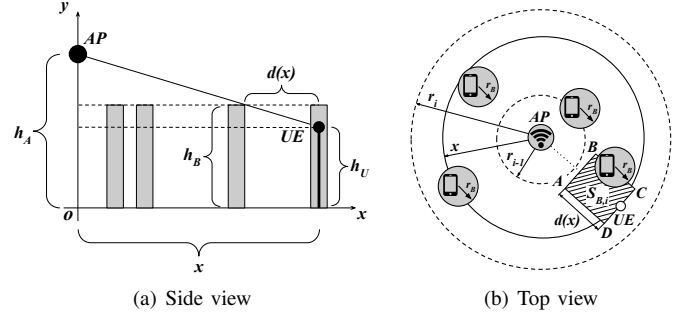 y
AP
d(x)
h_A
h_B
UE
h_U
o
x
x
(a) Side view
r_i
r_B
r_B
AP
x
r_{i-1}
B
r_B
r_B
A
S_{B,i}
C
d(x)
UE
D
(b) Top view